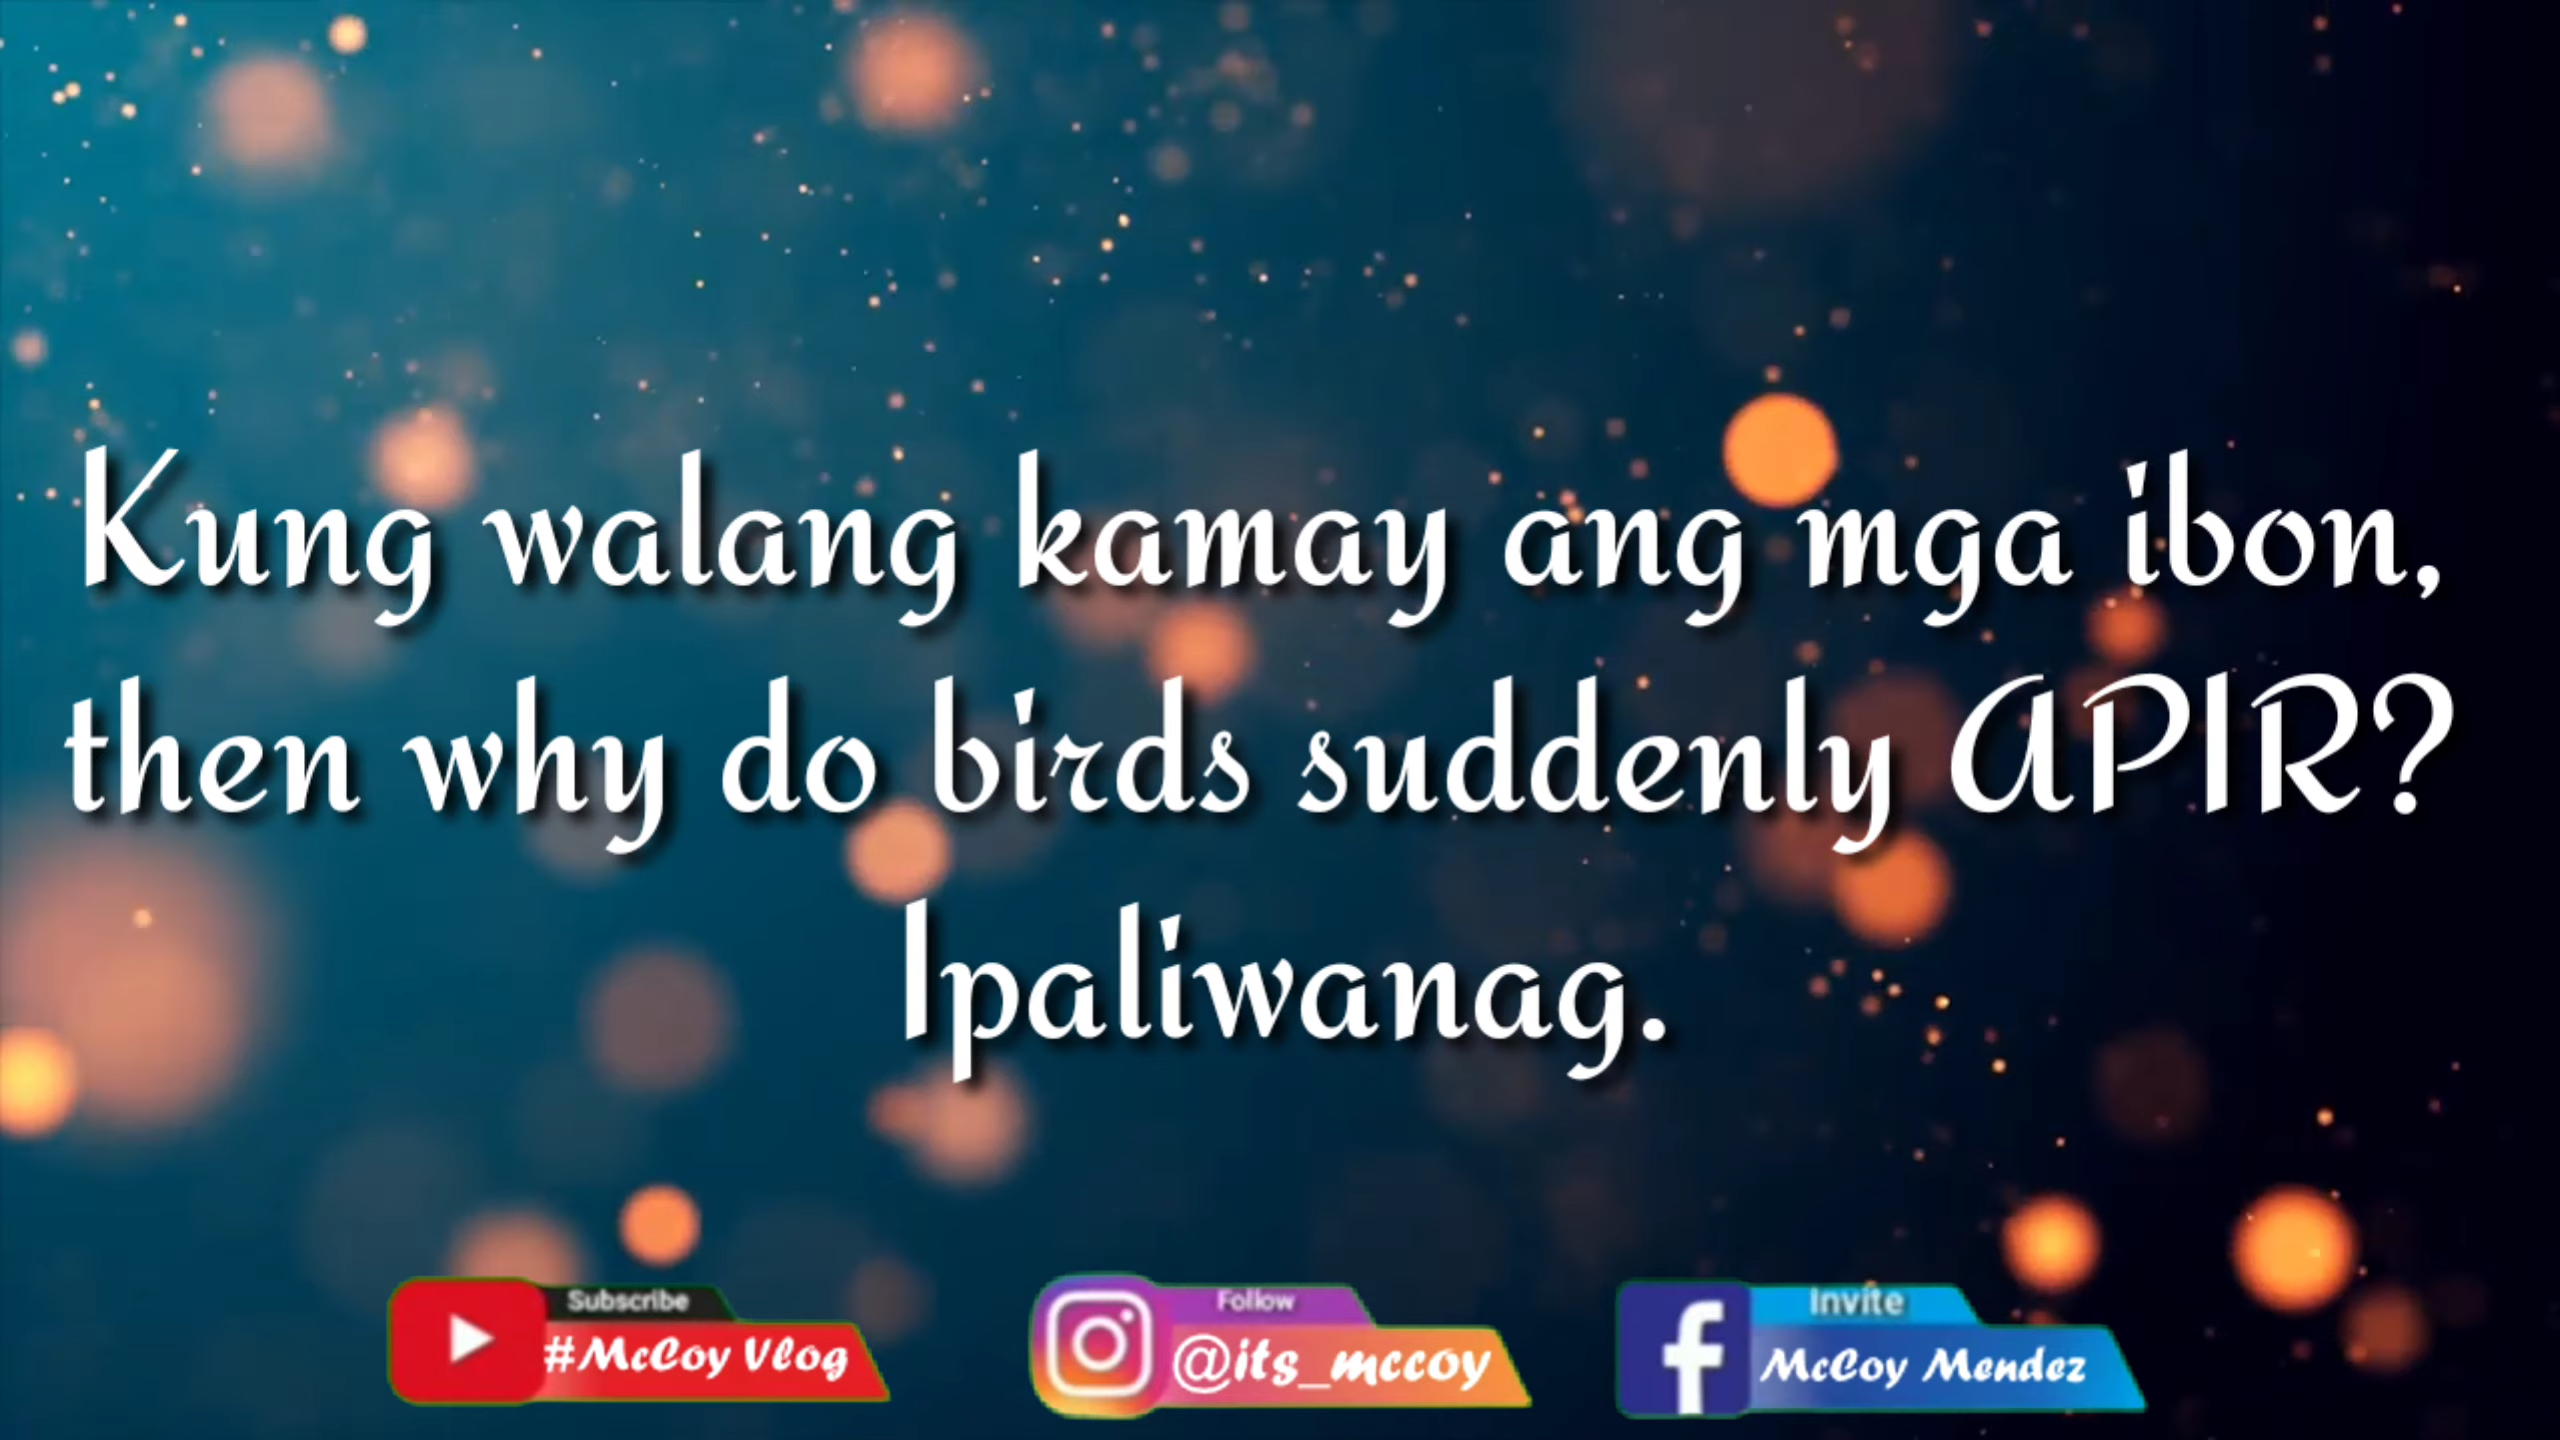 Kung walang kamay ang mga ibon,
then why do birds suddenly APIR?
Ipaliwanag.
Subscribe
#McCoy Vlog
Follow
@its_mccoy
Invite
McCoy Mendez